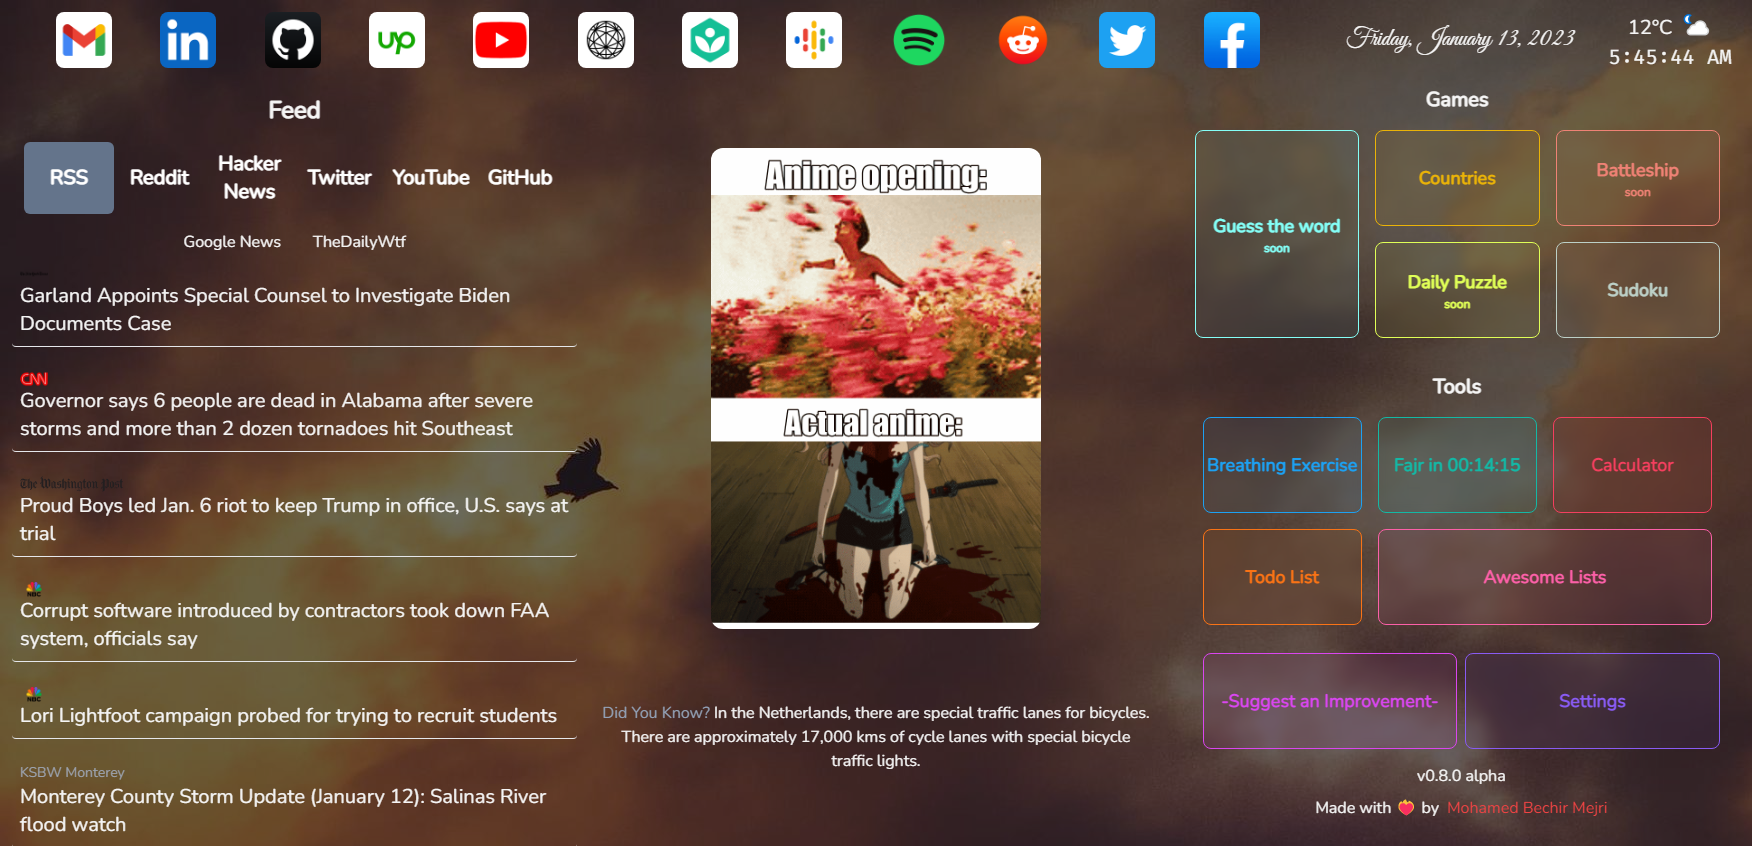 up
Friday, January 13, 2023
12°C
5:45:44 AM
Feed
RSS
Reddit
Hacker
News
Twitter
YouTube
GitHub
Google News
TheDailyWtf
Garland Appoints Special Counsel to Investigate Biden
Documents Case
CNN
Governor says 6 people are dead in Alabama after severe
storms and more than 2 dozen tornadoes hit Southeast
The Washington Post
Proud Boys led Jan. 6 riot to keep Trump in office, U.S. says at
trial
NBC
Corrupt software introduced by contractors took down FAA
system, officials say
NBC
Lori Lightfoot campaign probed for trying to recruit students
KSBW Monterey
Monterey County Storm Update (January 12): Salinas River
flood watch
Anime opening:
Actual anime:
Did You Know? In the Netherlands, there are special traffic lanes for bicycles.
There are approximately 17,000 kms of cycle lanes with special bicycle
traffic lights.
Games
Guess the word
soon
Countries
Battleship
soon
Daily Puzzle
soon
Sudoku
Tools
Breathing Exercise
Fajr in 00:14:15
Calculator
Todo List
Awesome Lists
-Suggest an Improvement-
Settings
v0.8.0 alpha
Made with by Mohamed Bechir Mejri